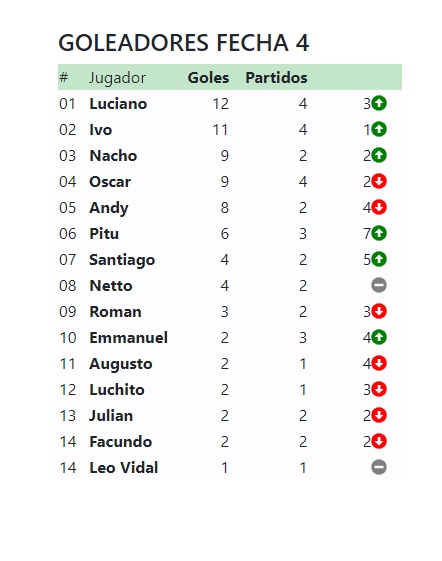 GOLEADORES FECHA 4
# Jugador Goles Partidos
01 Luciano 12 4 3
02 Ivo 11 4 1
03 Nacho 9 2 2
04 Oscar 9 4 2
05 Andy 8 2 4
06 Pitu 6 3 7
07 Santiago 4 2 5
08 Netto 4 2
09 Roman 3 2 3
10 Emmanuel 2 3 4
11 Augusto 2 1 4
12 Luchito 2 1 3
13 Julian 2 2 2
14 Facundo 2 2 2
14 Leo Vidal 1 1